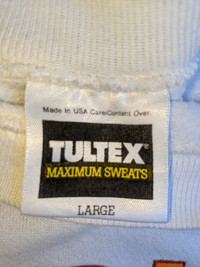 Made In USA Care/Content Over
TULTEX
MAXIMUM SWEATS
LARGE